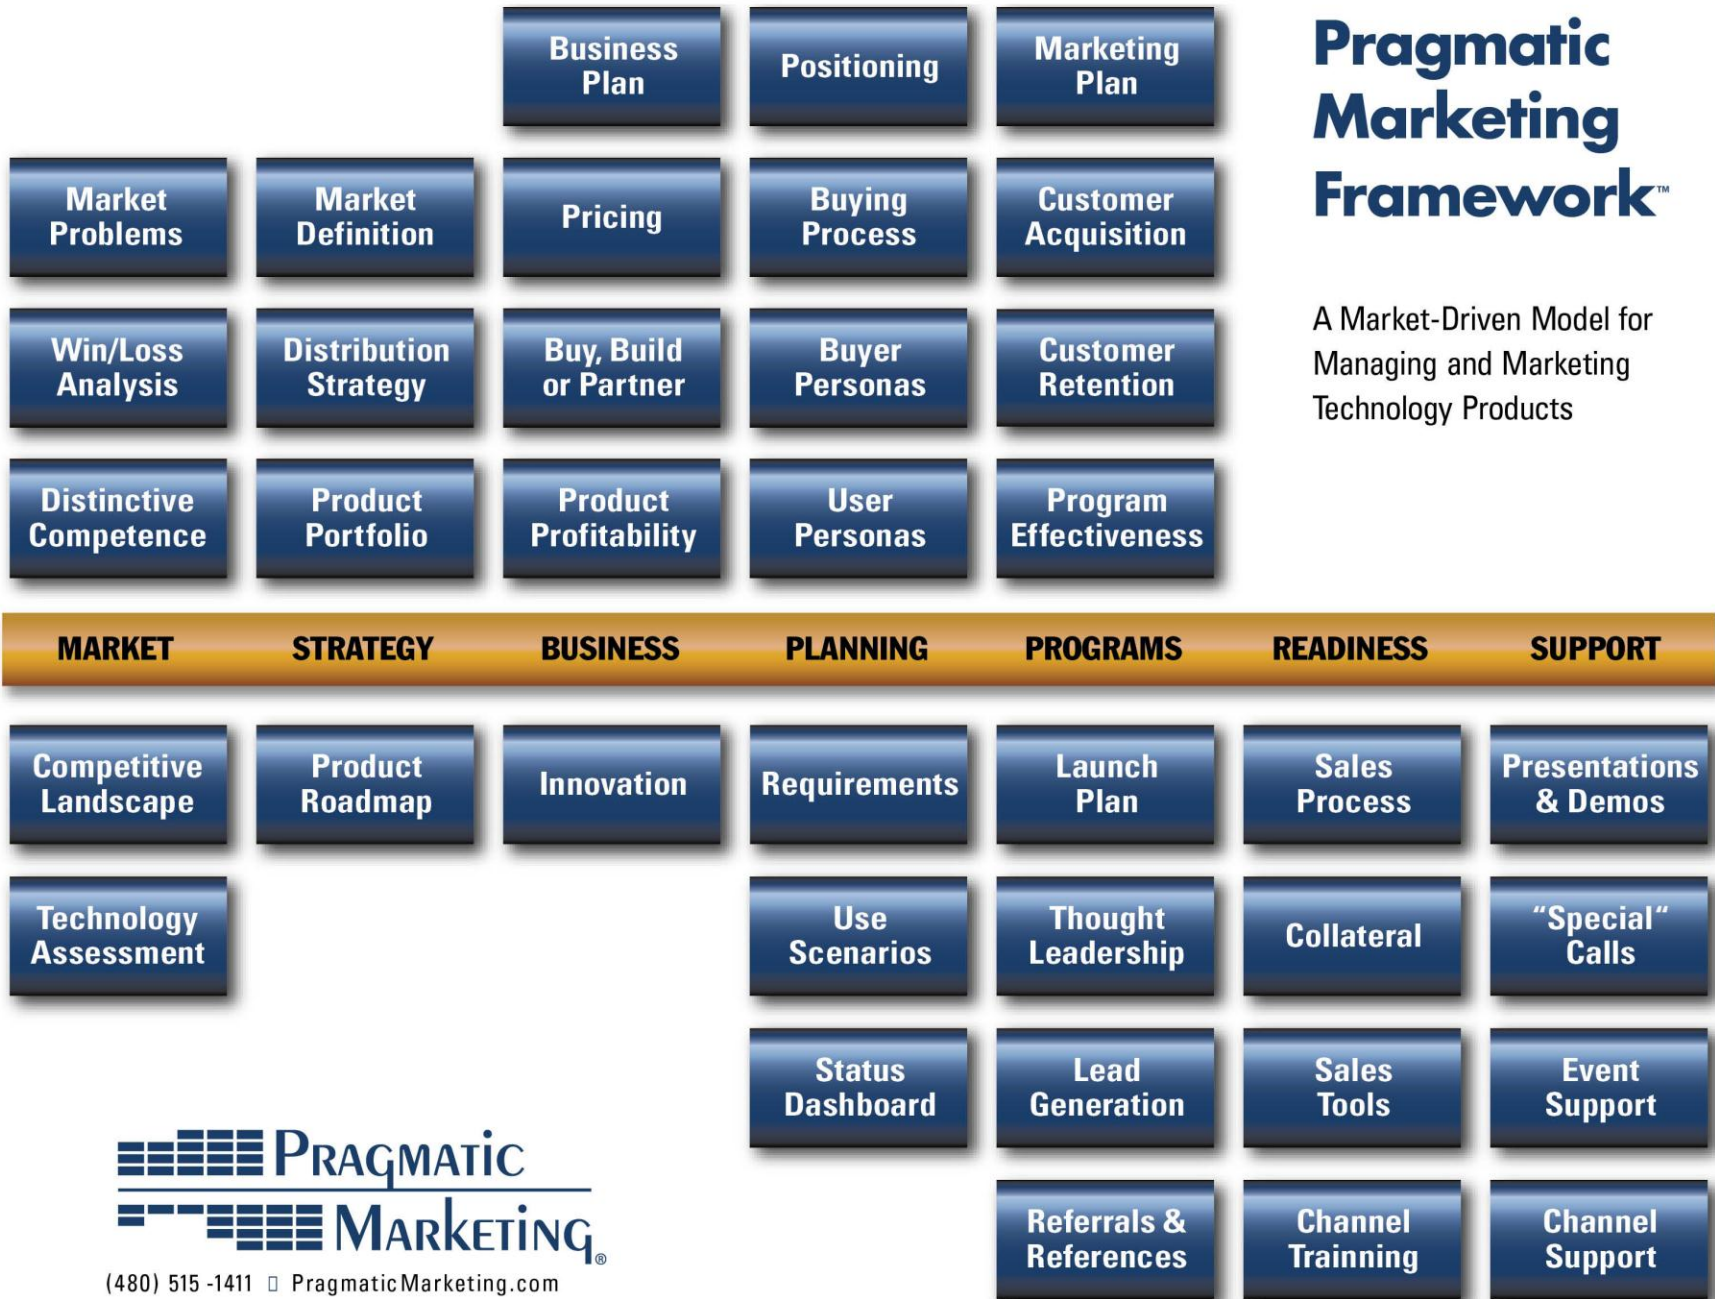 Business
Plan
Positioning
Marketing
Plan
Pragmatic
Marketing
Framework™
Market
Problems
Market
Definition
Pricing
Buying
Process
Customer
Acquisition
A Market-Driven Model for
Managing and Marketing
Technology Products
Win/Loss
Analysis
Distribution
Strategy
Buy, Build
or Partner
Buyer
Personas
Customer
Retention
Distinctive
Competence
Product
Portfolio
Product
Profitability
User
Personas
Program
Effectiveness
MARKET STRATEGY BUSINESS PLANNING PROGRAMS READINESS SUPPORT
Competitive
Landscape
Product
Roadmap
Innovation
Requirements
Launch
Plan
Sales
Process
Presentations
& Demos
Technology
Assessment
Use
Scenarios
Thought
Leadership
Collateral
“Special“
Calls
Status
Dashboard
Lead
Generation
Sales
Tools
Event
Support
Referrals &
References
Channel
Trainning
Channel
Support
PRAGMATIC
MARKETING®
(480) 515 -1411 ▯ PragmaticMarketing.com